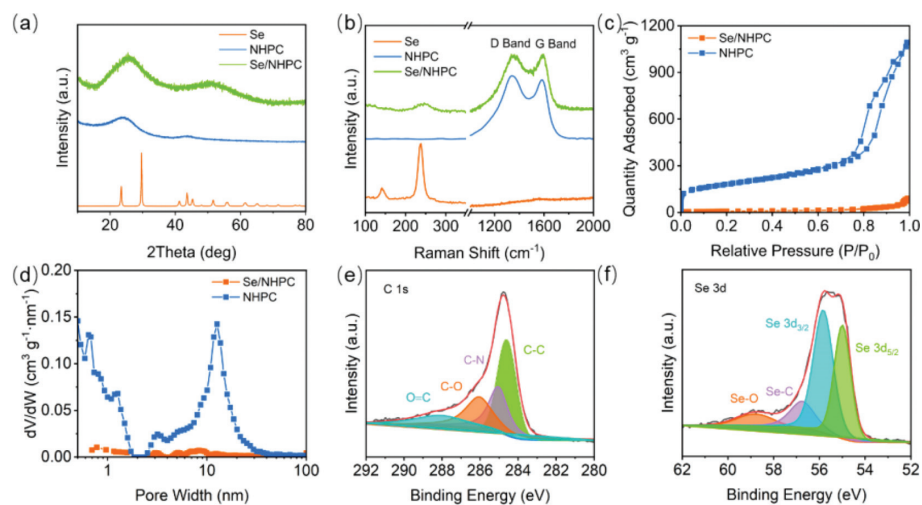 (a)
Se
NHPC
Se/NHPC
Intensity (a.u.)
20 40 60 80
2Theta (deg)
(b)
Se
NHPC
Se/NHPC
D Band G Band
Intensity (a.u.)
100 200 300 1200 1600 2000
Raman Shift (cm⁻¹)
(c)
Se/NHPC
NHPC
Quantity Adsorbed (cm³ g⁻¹)
1200
900
600
300
0
0.0 0.2 0.4 0.6 0.8 1.0
Relative Pressure (P/P₀)
(d)
Se/NHPC
NHPC
dV/dW (cm³ g⁻¹·nm⁻¹)
0.20
0.15
0.10
0.05
0.00
1 10 100
Pore Width (nm)
(e)
C 1s
C-C
C-N
C-O
O=C
Intensity (a.u.)
292 290 288 286 284 282 280
Binding Energy (eV)
(f)
Se 3d
Se 3d₃/₂
Se 3d₅/₂
Se-C
Se-O
Intensity (a.u.)
62 60 58 56 54 52
Binding Energy (eV)